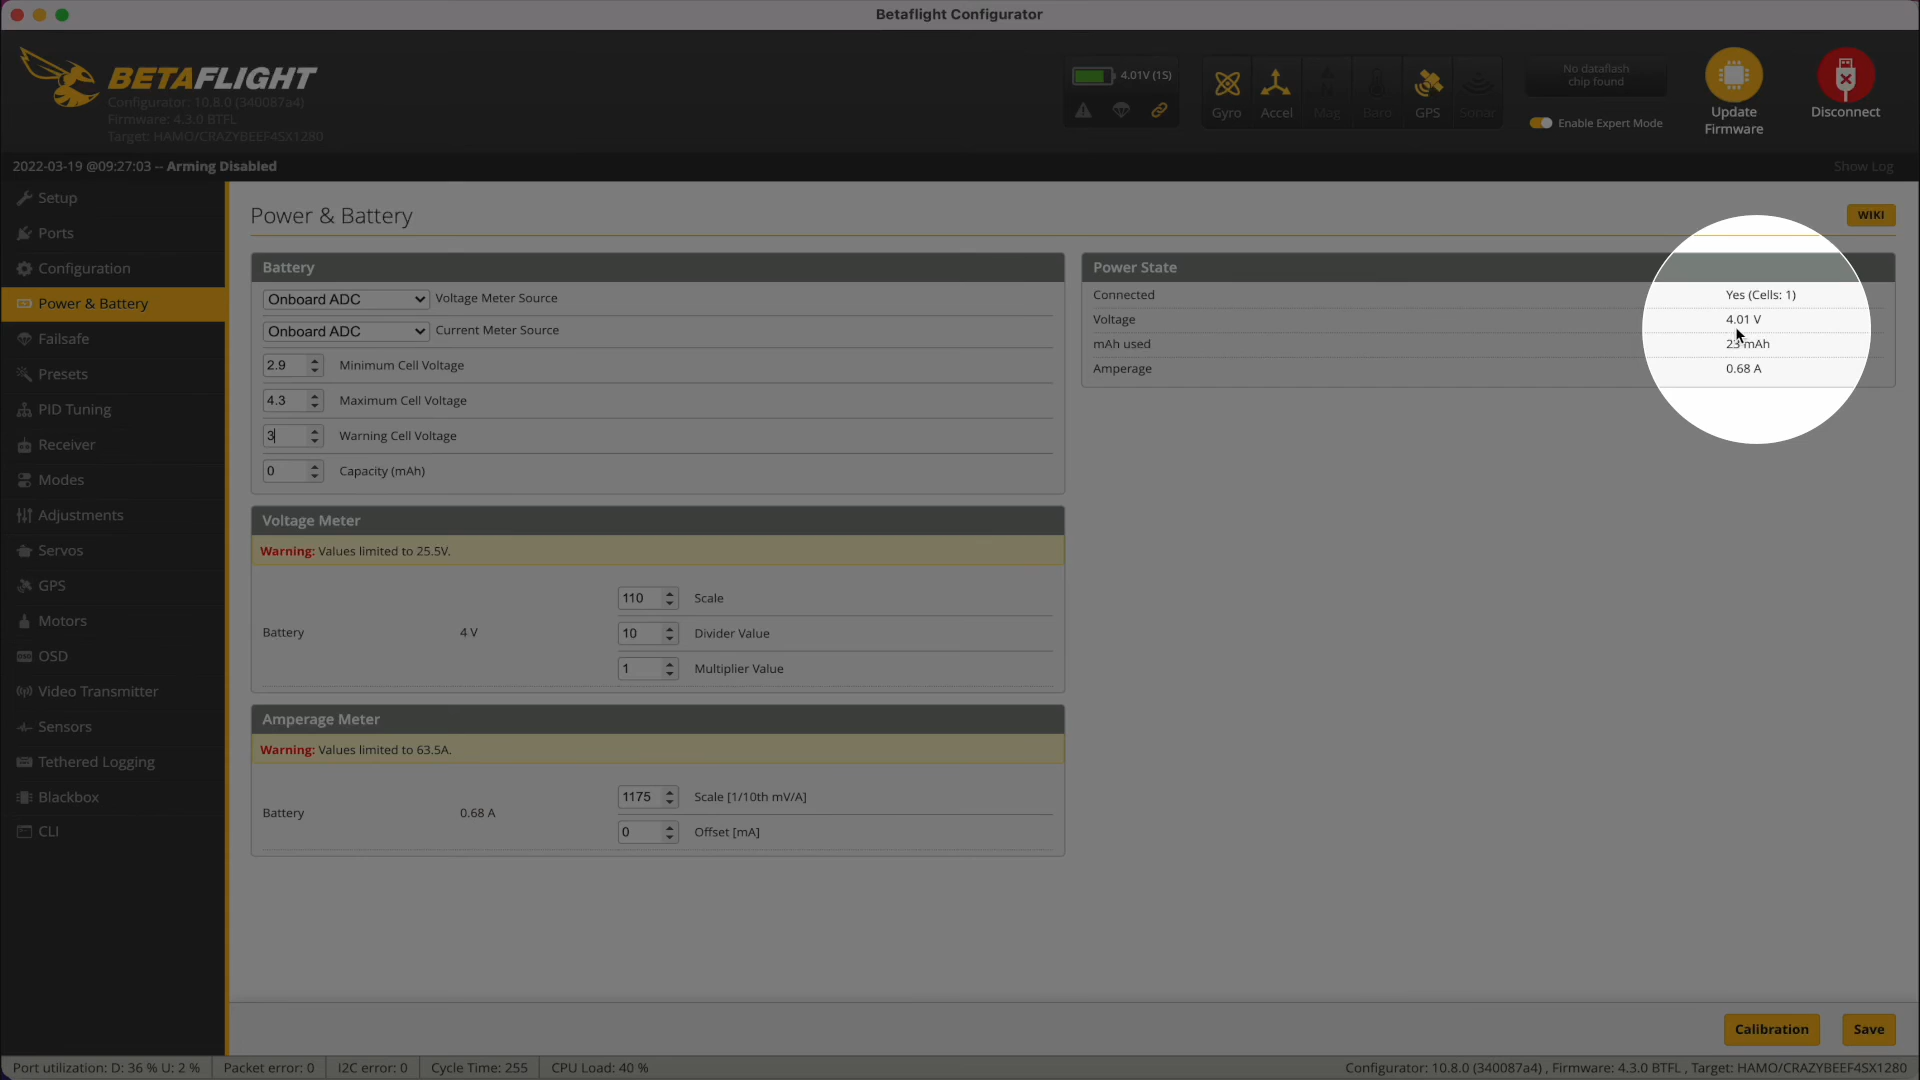 Betaflight Configurator
BETAFLIGHT
Configurator: 10.8.0 (340087a4)
Firmware: 4.3.0 BTFL
Target: HAMO/CRAZYBEEF4SX1280
4.01V (1S)
Gyro
Accel
Mag
Baro
GPS
Sonar
No dataflash
chip found
Enable Expert Mode
Update
Firmware
Disconnect
2022-03-19 @09:27:03 -- Arming Disabled
Show Log
Setup
Ports
Configuration
Power & Battery
Failsafe
Presets
PID Tuning
Receiver
Modes
Adjustments
Servos
GPS
Motors
OSD
Video Transmitter
Sensors
Tethered Logging
Blackbox
CLI
Power & Battery
WIKI
Battery
Onboard ADC Voltage Meter Source
Onboard ADC Current Meter Source
2.9 Minimum Cell Voltage
4.3 Maximum Cell Voltage
3 Warning Cell Voltage
0 Capacity (mAh)
Voltage Meter
Warning: Values limited to 25.5V.
Battery 4 V
110 Scale
10 Divider Value
1 Multiplier Value
Amperage Meter
Warning: Values limited to 63.5A.
Battery 0.68 A
1175 Scale [1/10th mV/A]
0 Offset [mA]
Power State
Connected Yes (Cells: 1)
Voltage 4.01 V
mAh used 23 mAh
Amperage 0.68 A
Calibration
Save
Port utilization: D: 36 % U: 2 %
Packet error: 0
I2C error: 0
Cycle Time: 255
CPU Load: 40 %
Configurator: 10.8.0 (340087a4) , Firmware: 4.3.0 BTFL , Target: HAMO/CRAZYBEEF4SX1280